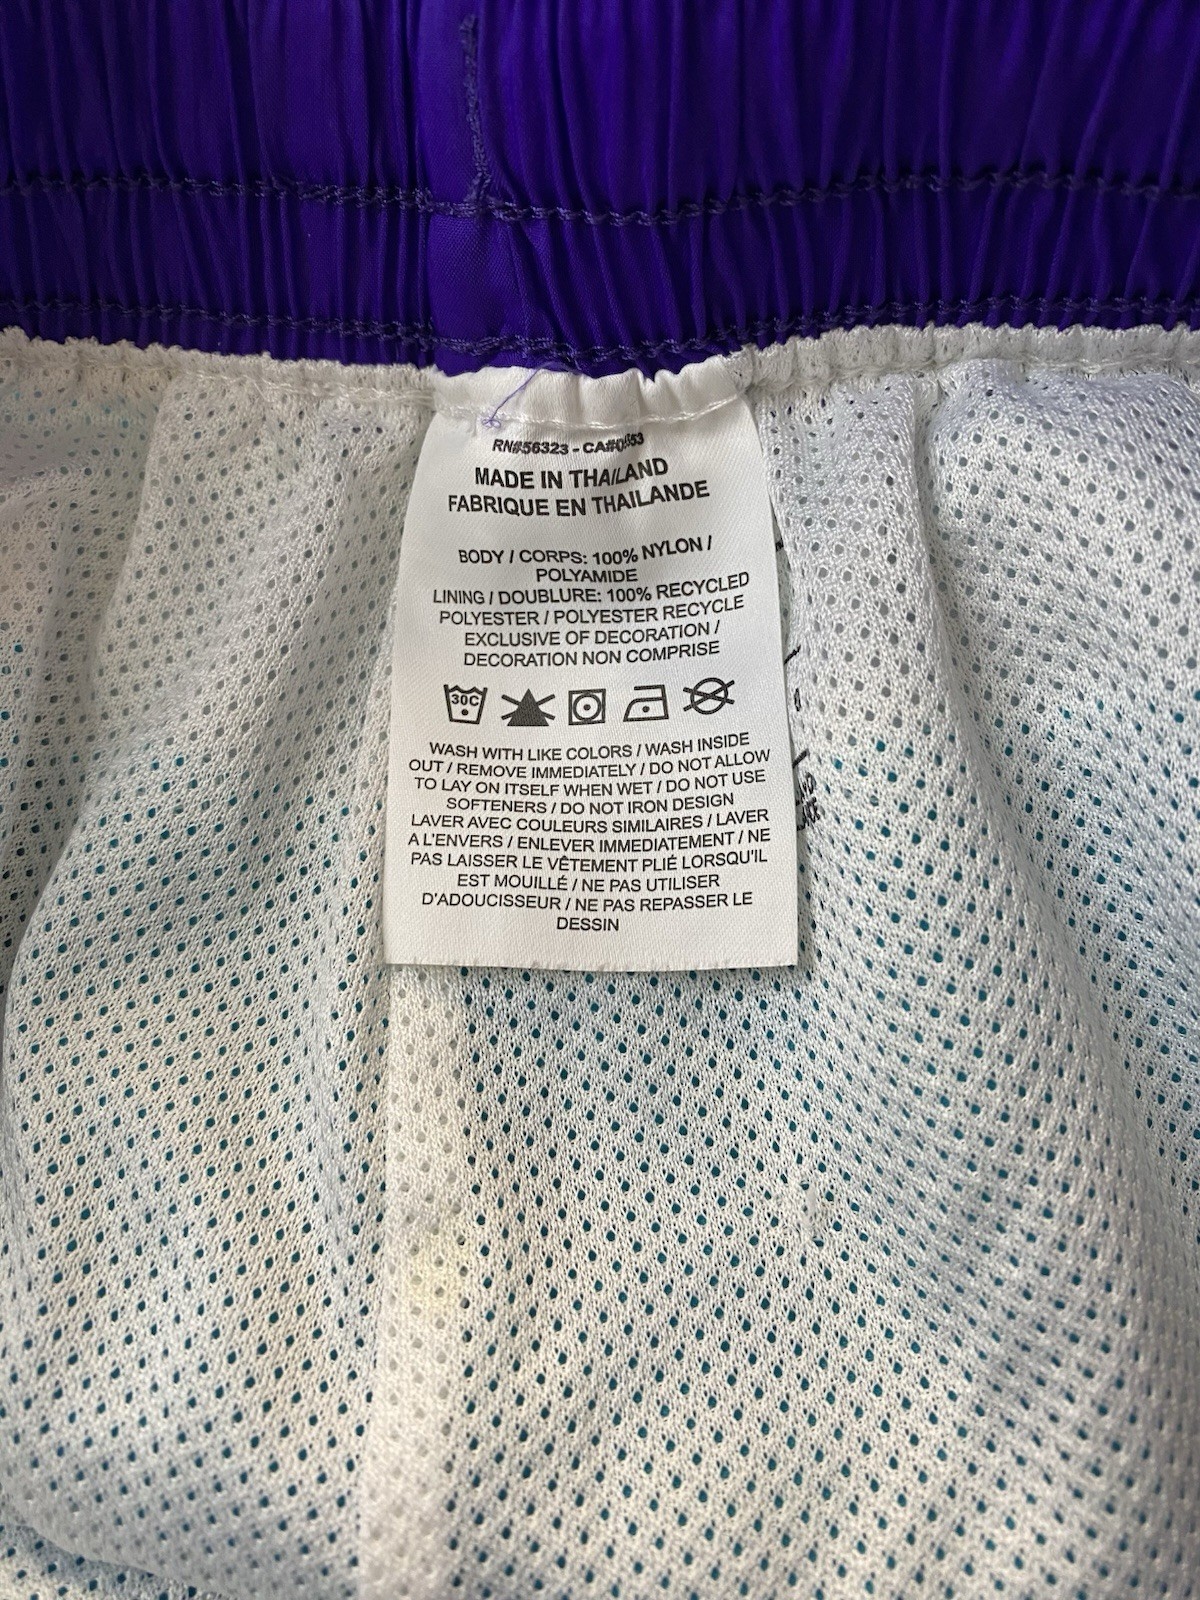 RN#56323 - CA#05553
MADE IN THAILAND
FABRIQUE EN THAILANDE
BODY / CORPS: 100% NYLON /
POLYAMIDE
LINING / DOUBLURE: 100% RECYCLED
POLYESTER / POLYESTER RECYCLE
EXCLUSIVE OF DECORATION /
DECORATION NON COMPRISE
30C
WASH WITH LIKE COLORS / WASH INSIDE
OUT / REMOVE IMMEDIATELY / DO NOT ALLOW
TO LAY ON ITSELF WHEN WET / DO NOT USE
SOFTENERS / DO NOT IRON DESIGN
LAVER AVEC COULEURS SIMILAIRES / LAVER
A L'ENVERS / ENLEVER IMMEDIATEMENT / NE
PAS LAISSER LE VÊTEMENT PLIÉ LORSQU'IL
EST MOUILLÉ / NE PAS UTILISER
D'ADOUCISSEUR / NE PAS REPASSER LE
DESSIN